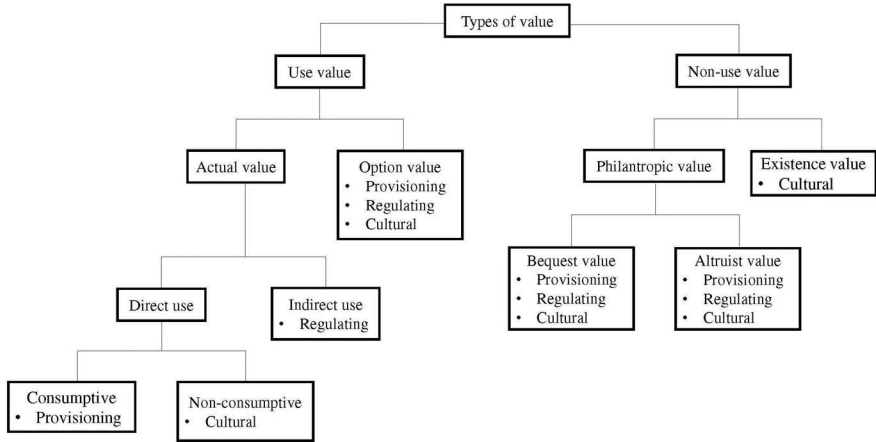 Types of value
Use value
Non-use value
Actual value
Option value
• Provisioning
• Regulating
• Cultural
Philantropic value
Existence value
• Cultural
Direct use
Indirect use
• Regulating
Bequest value
• Provisioning
• Regulating
• Cultural
Altruist value
• Provisioning
• Regulating
• Cultural
Consumptive
• Provisioning
Non-consumptive
• Cultural